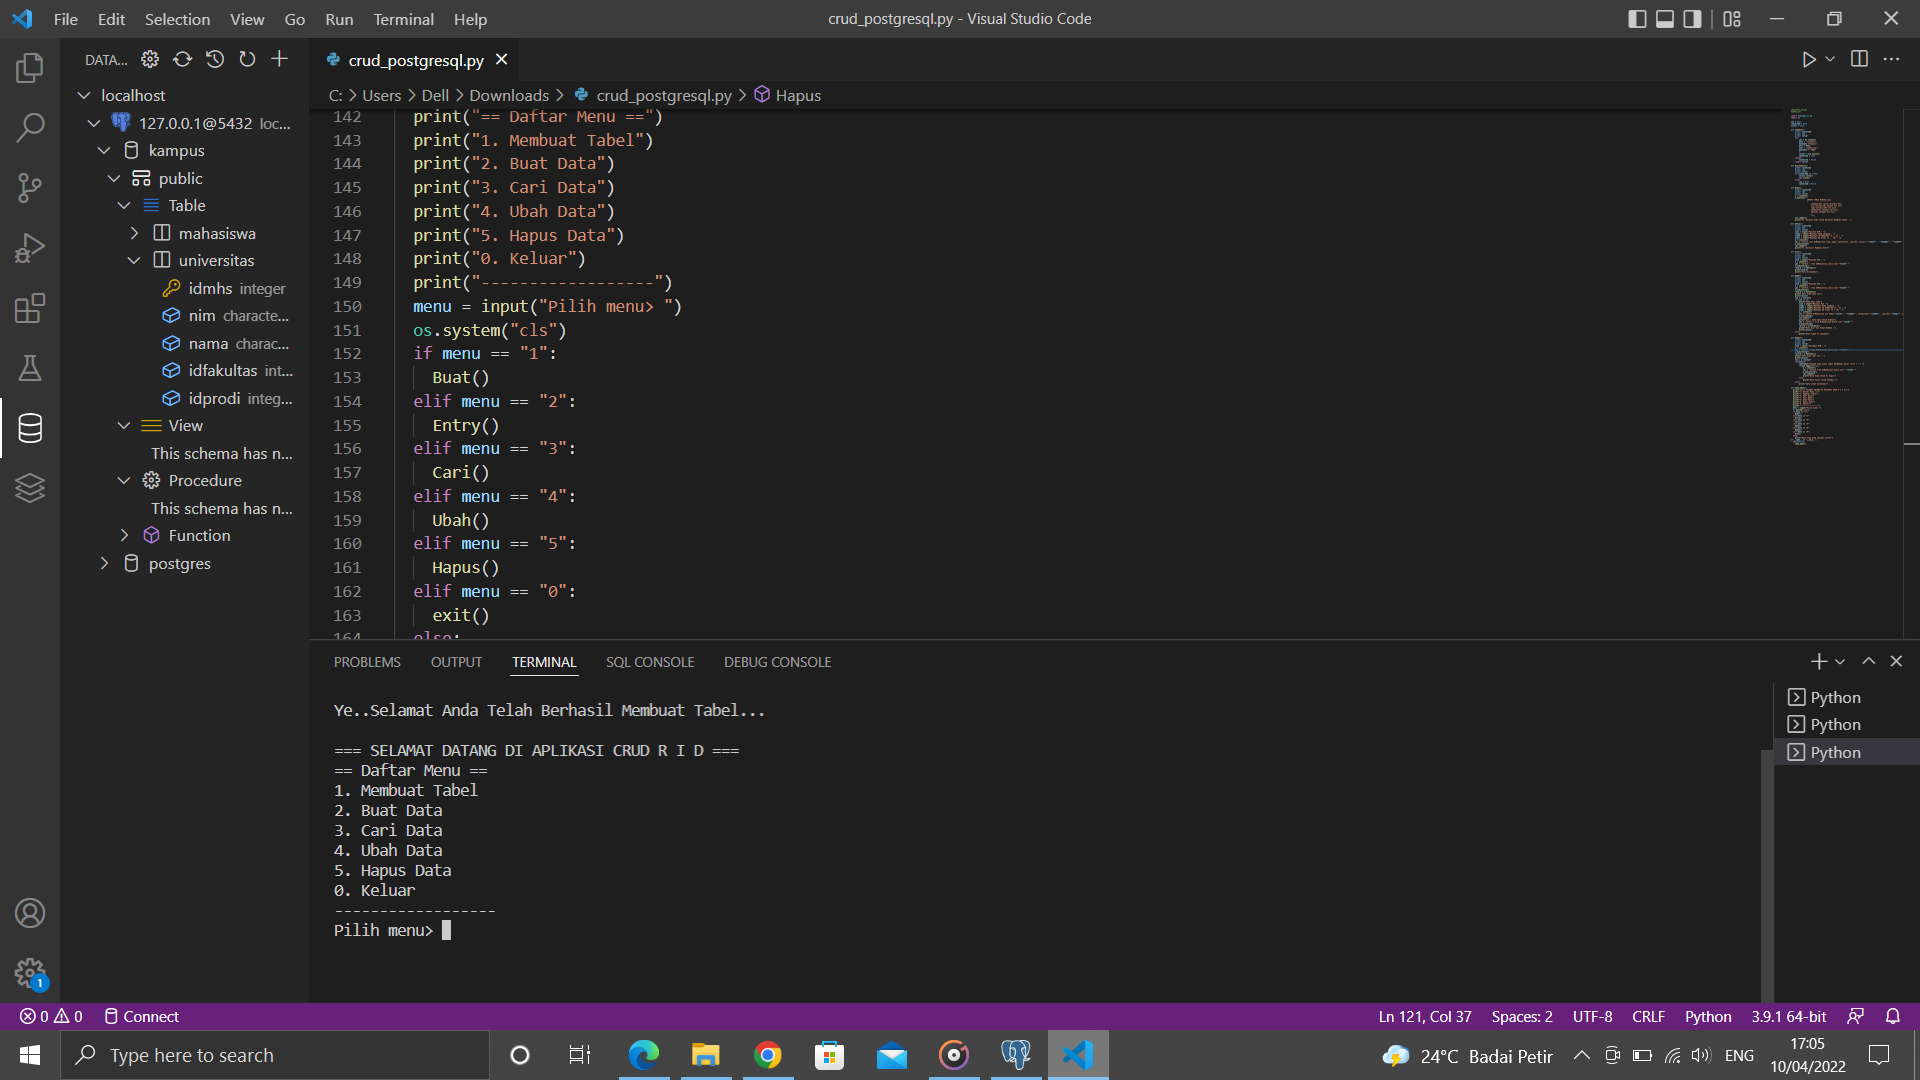 File Edit Selection View Go Run Terminal Help
crud_postgresql.py - Visual Studio Code
DATA...
localhost
127.0.0.1@5432 loc...
kampus
public
Table
mahasiswa
universitas
idmhs integer
nim characte...
nama charac...
idfakultas int...
idprodi integ...
View
This schema has n...
Procedure
This schema has n...
Function
postgres
1
crud_postgresql.py
C: > Users > Dell > Downloads > crud_postgresql.py > Hapus
142 print("== Daftar Menu ==")
143 print("1. Membuat Tabel")
144 print("2. Buat Data")
145 print("3. Cari Data")
146 print("4. Ubah Data")
147 print("5. Hapus Data")
148 print("0. Keluar")
149 print("------------------")
150 menu = input("Pilih menu> ")
151 os.system("cls")
152 if menu == "1":
153 Buat()
154 elif menu == "2":
155 Entry()
156 elif menu == "3":
157 Cari()
158 elif menu == "4":
159 Ubah()
160 elif menu == "5":
161 Hapus()
162 elif menu == "0":
163 exit()
164 else:
PROBLEMS OUTPUT TERMINAL SQL CONSOLE DEBUG CONSOLE
Ye..Selamat Anda Telah Berhasil Membuat Tabel...
=== SELAMAT DATANG DI APLIKASI CRUD R I D ===
== Daftar Menu ==
1. Membuat Tabel
2. Buat Data
3. Cari Data
4. Ubah Data
5. Hapus Data
0. Keluar
------------------
Pilih menu>
Python
Python
Python
0 0 Connect
Ln 121, Col 37 Spaces: 2 UTF-8 CRLF Python 3.9.1 64-bit
Type here to search
24°C Badai Petir
ENG
17:05
10/04/2022